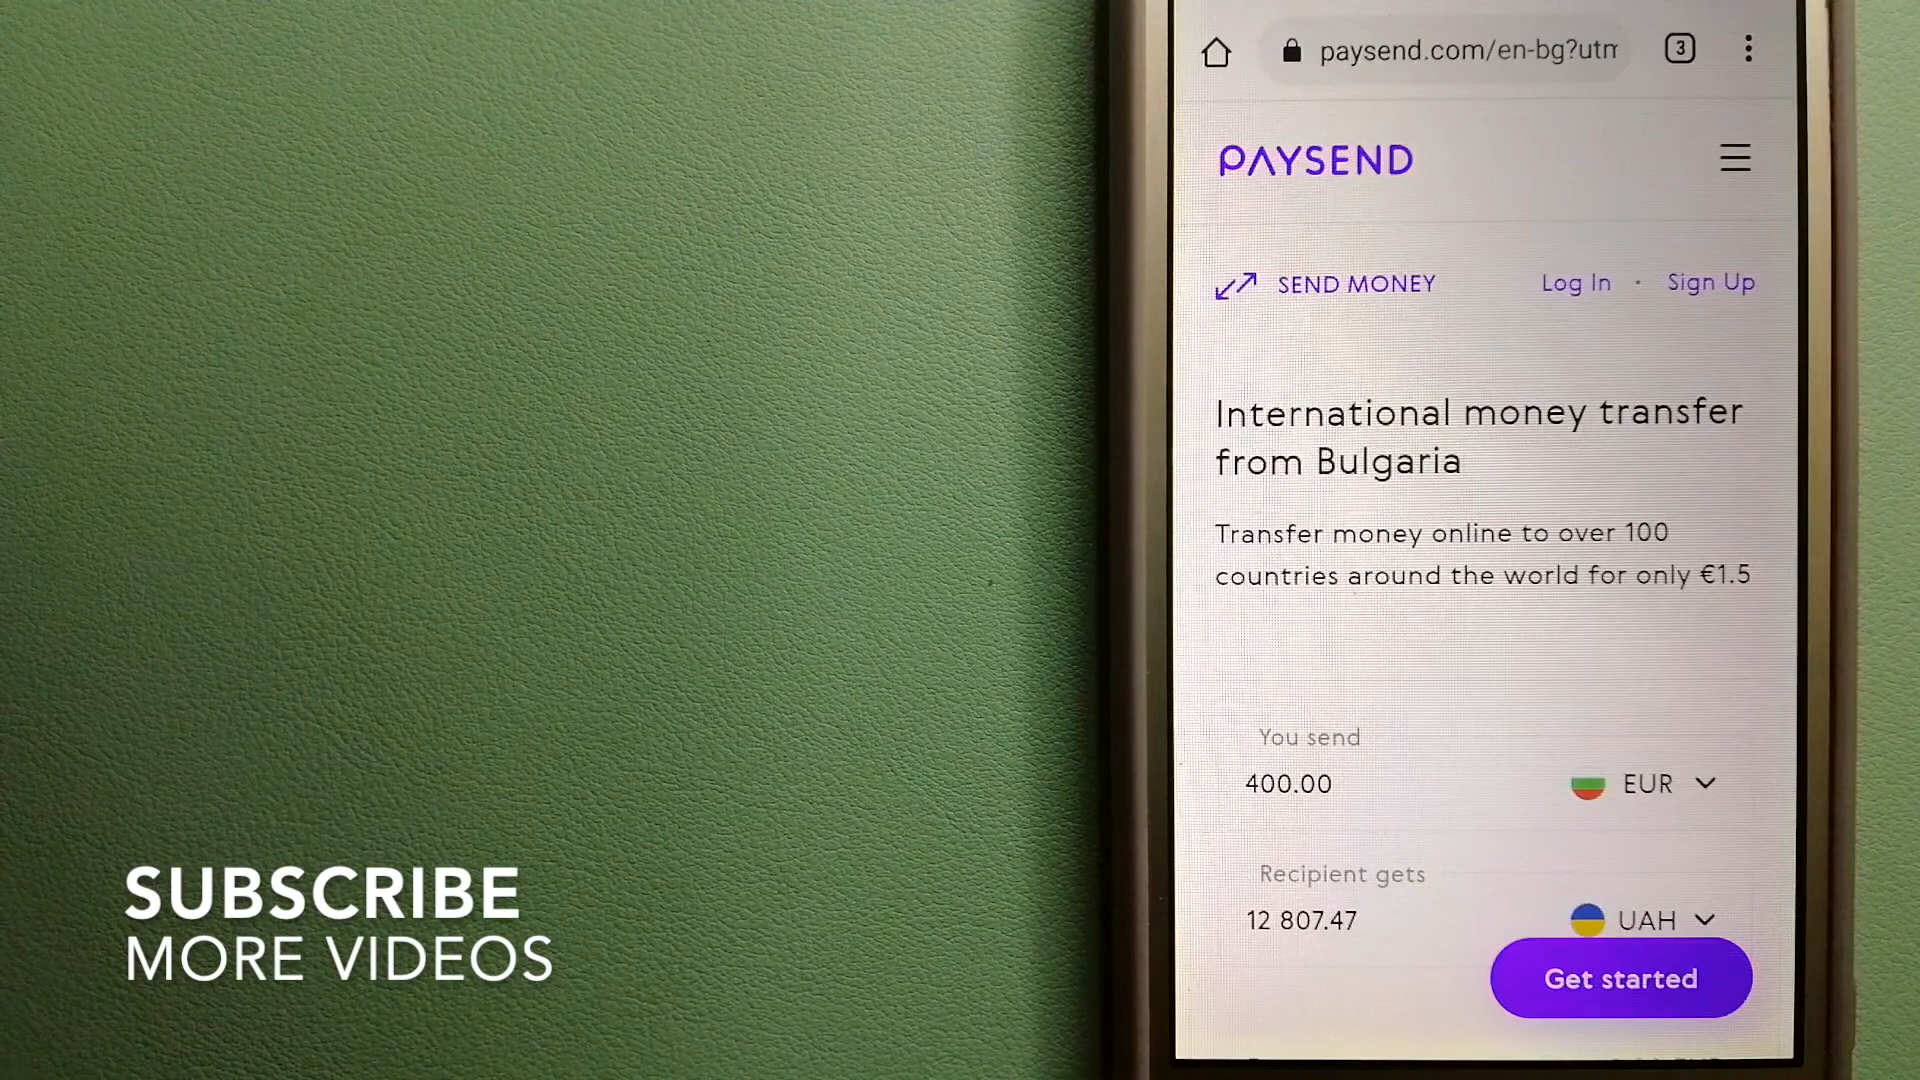 3
paysend.com/en-bg?utm
PAYSEND
SEND MONEY
Log In · Sign Up
International money transfer
from Bulgaria
Transfer money online to over 100
countries around the world for only €1.5
You send
400.00
EUR
Recipient gets
12 807.47
UAH
Get started
SUBSCRIBE
MORE VIDEOS